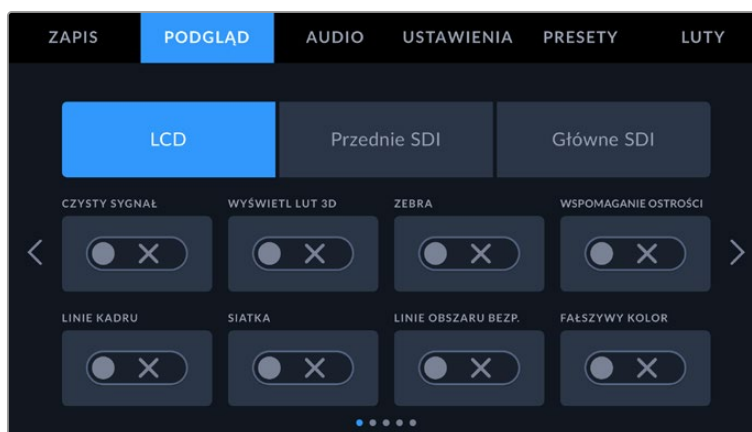 ZAPIS PODGLĄD AUDIO USTAWIENIA PRESETY LUTY
LCD Przednie SDI Główne SDI
CZYSTY SYGNAŁ WYŚWIETL LUT 3D ZEBRA WSPOMAGANIE OSTROŚCI
LINIE KADRU SIATKA LINIE OBSZARU BEZP. FAŁSZYWY KOLOR